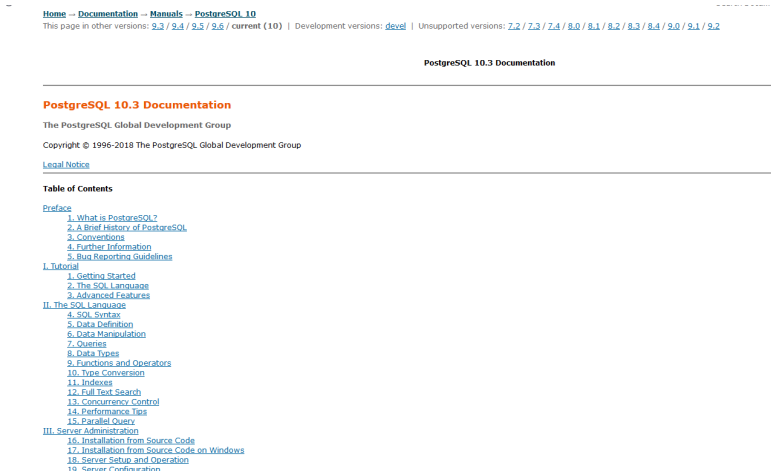 Home → Documentation → Manuals → PostgreSQL 10
This page in other versions: 9.3 / 9.4 / 9.5 / 9.6 / current (10) | Development versions: devel | Unsupported versions: 7.2 / 7.3 / 7.4 / 8.0 / 8.1 / 8.2 / 8.3 / 8.4 / 9.0 / 9.1 / 9.2
PostgreSQL 10.3 Documentation
PostgreSQL 10.3 Documentation
The PostgreSQL Global Development Group
Copyright © 1996-2018 The PostgreSQL Global Development Group
Legal Notice
Table of Contents
Preface
1. What is PostgreSQL?
2. A Brief History of PostgreSQL
3. Conventions
4. Further Information
5. Bug Reporting Guidelines
I. Tutorial
1. Getting Started
2. The SQL Language
3. Advanced Features
II. The SQL Language
4. SQL Syntax
5. Data Definition
6. Data Manipulation
7. Queries
8. Data Types
9. Functions and Operators
10. Type Conversion
11. Indexes
12. Full Text Search
13. Concurrency Control
14. Performance Tips
15. Parallel Query
III. Server Administration
16. Installation from Source Code
17. Installation from Source Code on Windows
18. Server Setup and Operation
19. Server Configuration